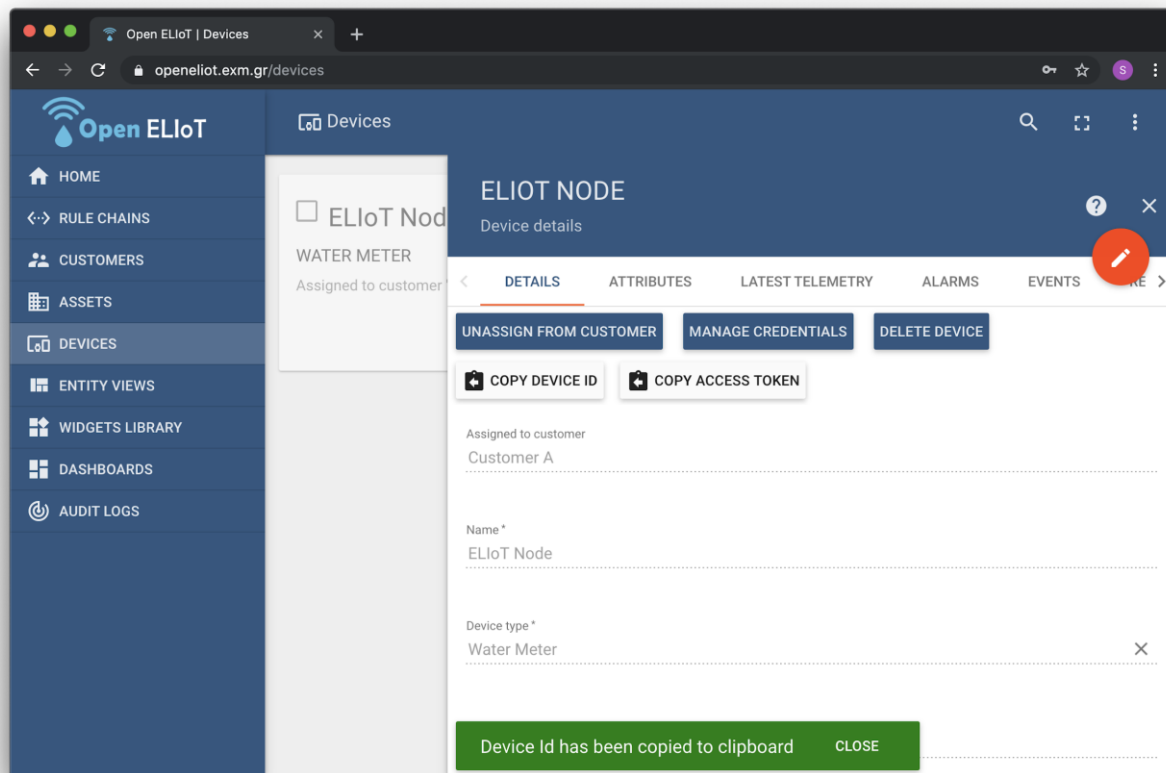 Open ELIoT | Devices
openeliot.exm.gr/devices
S
Open ELIoT
Devices
HOME
RULE CHAINS
CUSTOMERS
ASSETS
DEVICES
ENTITY VIEWS
WIDGETS LIBRARY
DASHBOARDS
AUDIT LOGS
ELIoT Nod
WATER METER
Assigned to customer
ELIOT NODE
Device details
DETAILS ATTRIBUTES LATEST TELEMETRY ALARMS EVENTS RE
UNASSIGN FROM CUSTOMER MANAGE CREDENTIALS DELETE DEVICE
COPY DEVICE ID COPY ACCESS TOKEN
Assigned to customer
Customer A
Name *
ELIoT Node
Device type *
Water Meter
Device Id has been copied to clipboard CLOSE